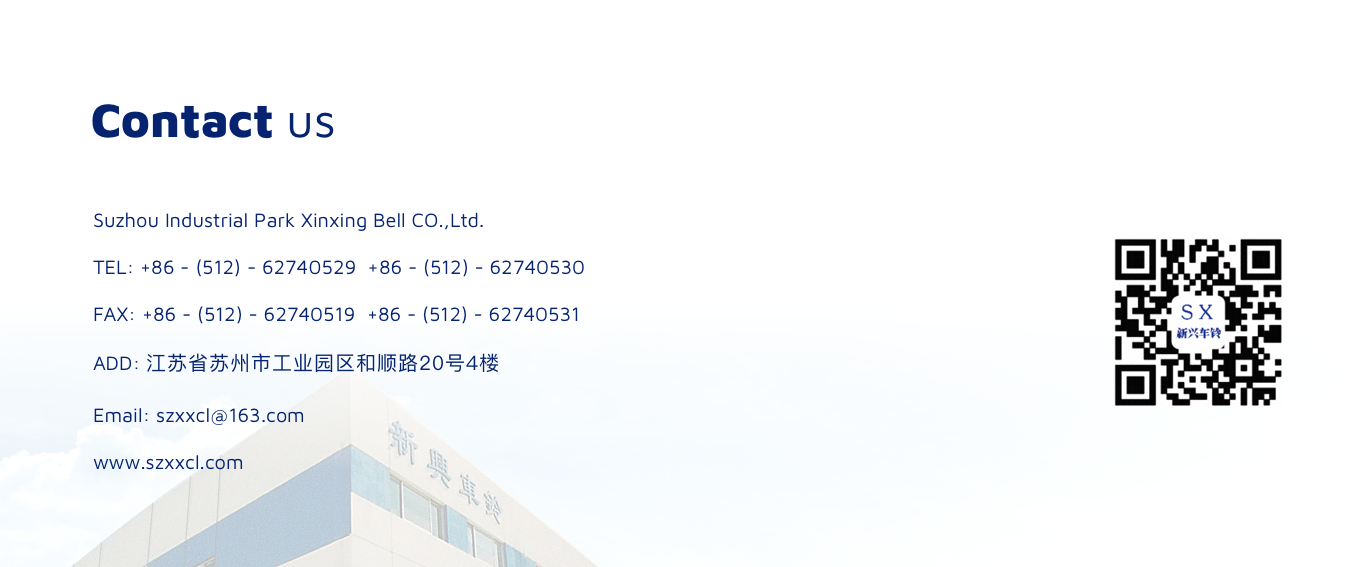 Contact US
Suzhou Industrial Park Xinxing Bell CO.,Ltd.
TEL: +86 - (512) - 62740529 +86 - (512) - 62740530
FAX: +86 - (512) - 62740519 +86 - (512) - 62740531
ADD: 江苏省苏州市工业园区和顺路20号4楼
Email: szxxcl@163.com
www.szxxcl.com
新興車鈴
SX
新兴车铃